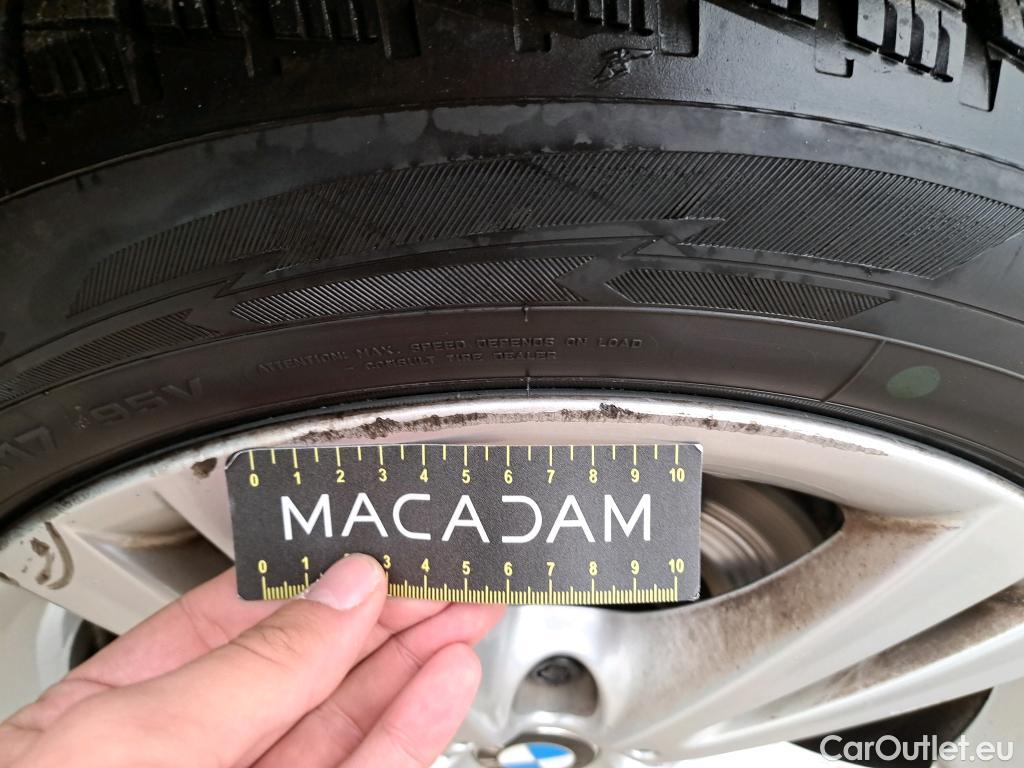 ATTENTION: MAX. SPEED DEPENDS ON LOAD
- CONSULT TIRE DEALER
95V
0 1 2 3 4 5 6 7 8 9 10
MACADAM
0 1 3 4 5 6 7 8 9 10
CarOutlet.eu